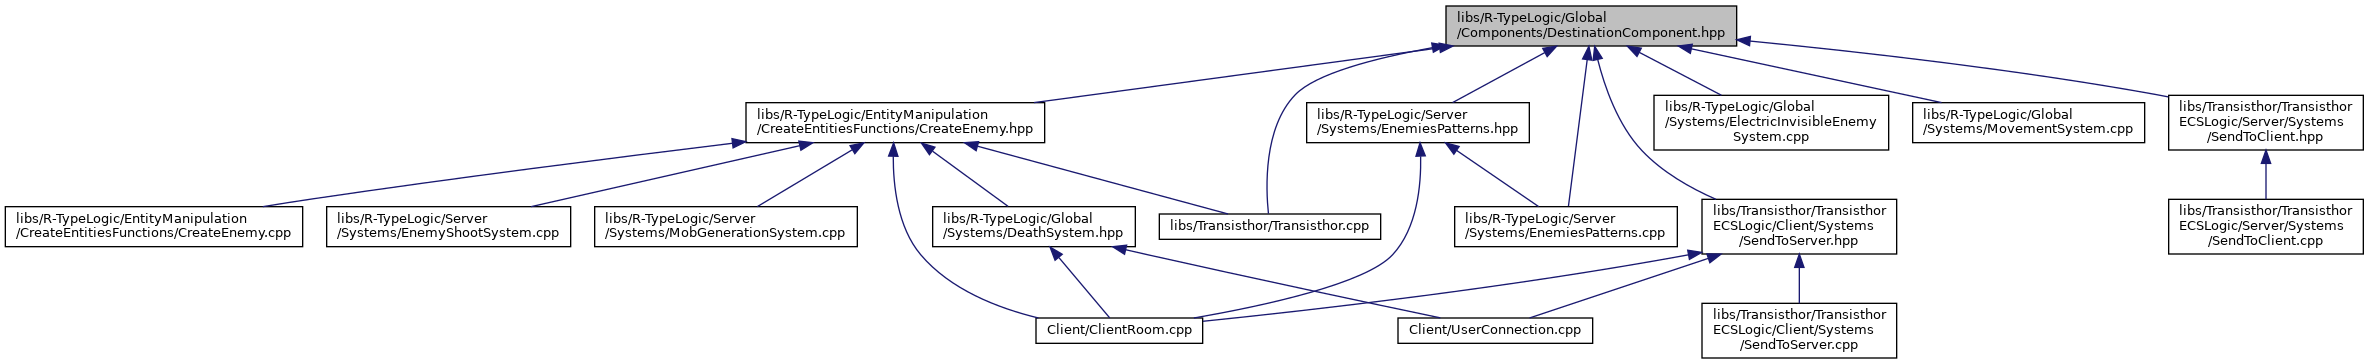 libs/R-TypeLogic/Global
/Components/DestinationComponent.hpp
libs/R-TypeLogic/EntityManipulation
/CreateEntitiesFunctions/CreateEnemy.hpp
libs/R-TypeLogic/Server
/Systems/EnemiesPatterns.hpp
libs/R-TypeLogic/Global
/Systems/ElectricInvisibleEnemy
System.cpp
libs/R-TypeLogic/Global
/Systems/MovementSystem.cpp
libs/Transisthor/Transisthor
ECSLogic/Server/Systems
/SendToClient.hpp
libs/R-TypeLogic/EntityManipulation
/CreateEntitiesFunctions/CreateEnemy.cpp
libs/R-TypeLogic/Server
/Systems/EnemyShootSystem.cpp
libs/R-TypeLogic/Server
/Systems/MobGenerationSystem.cpp
libs/R-TypeLogic/Global
/Systems/DeathSystem.hpp
libs/Transisthor/Transisthor.cpp
libs/R-TypeLogic/Server
/Systems/EnemiesPatterns.cpp
libs/Transisthor/Transisthor
ECSLogic/Client/Systems
/SendToServer.hpp
libs/Transisthor/Transisthor
ECSLogic/Server/Systems
/SendToClient.cpp
Client/ClientRoom.cpp
Client/UserConnection.cpp
libs/Transisthor/Transisthor
ECSLogic/Client/Systems
/SendToServer.cpp